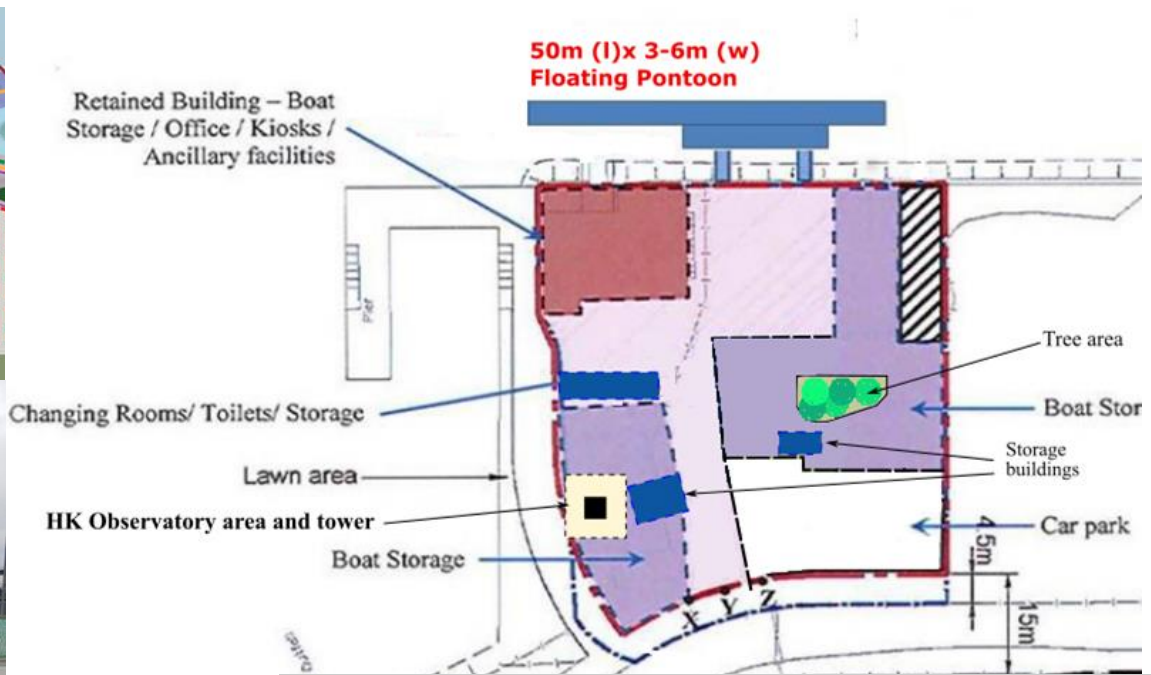 50m (l)x 3-6m (w)
Floating Pontoon
Retained Building – Boat
Storage / Office / Kiosks /
Ancillary facilities
Pier
Tree area
Changing Rooms/ Toilets/ Storage
Boat Stor
Storage
buildings
Lawn area
HK Observatory area and tower
Car park
Boat Storage
4.5m
X
Y
Z
15m